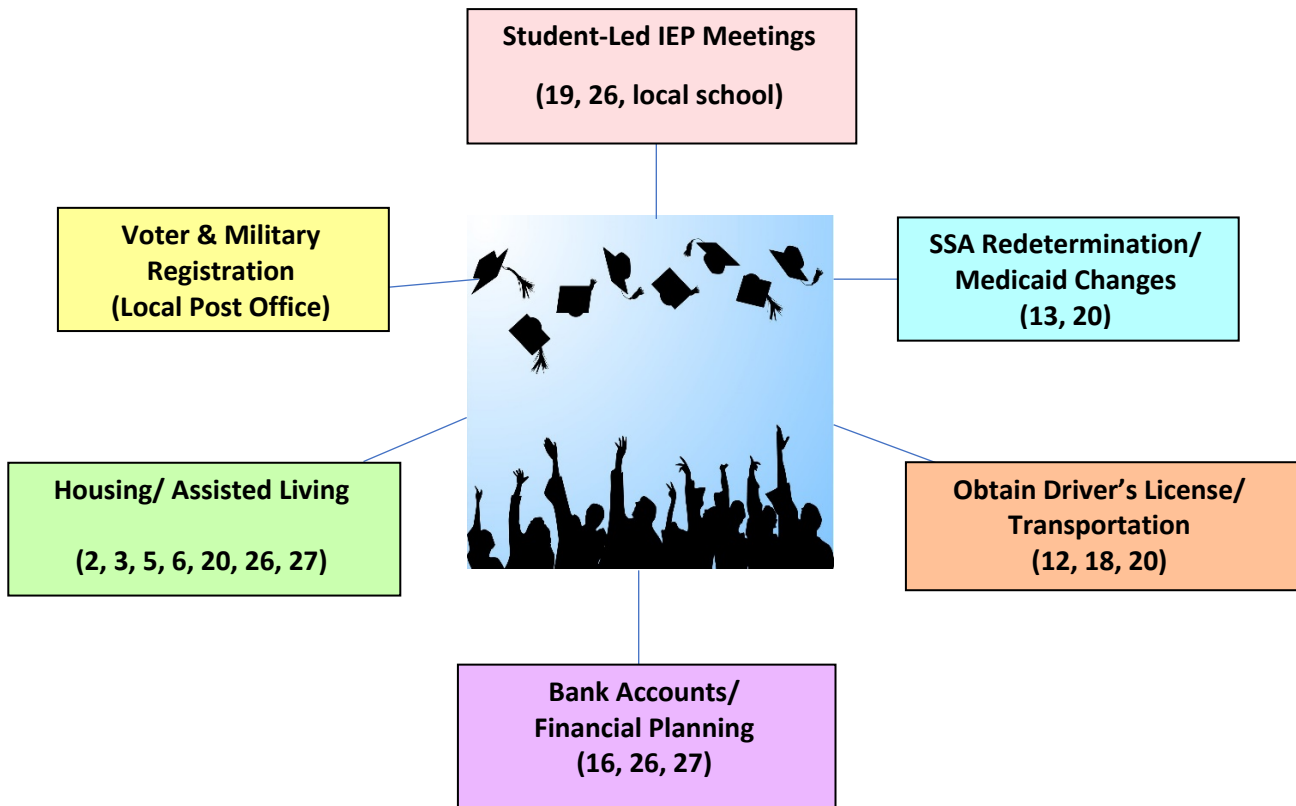 Student-Led IEP Meetings
(19, 26, local school)
Voter & Military
Registration
(Local Post Office)
SSA Redetermination/
Medicaid Changes
(13, 20)
Housing/ Assisted Living
(2, 3, 5, 6, 20, 26, 27)
Obtain Driver’s License/
Transportation
(12, 18, 20)
Bank Accounts/
Financial Planning
(16, 26, 27)